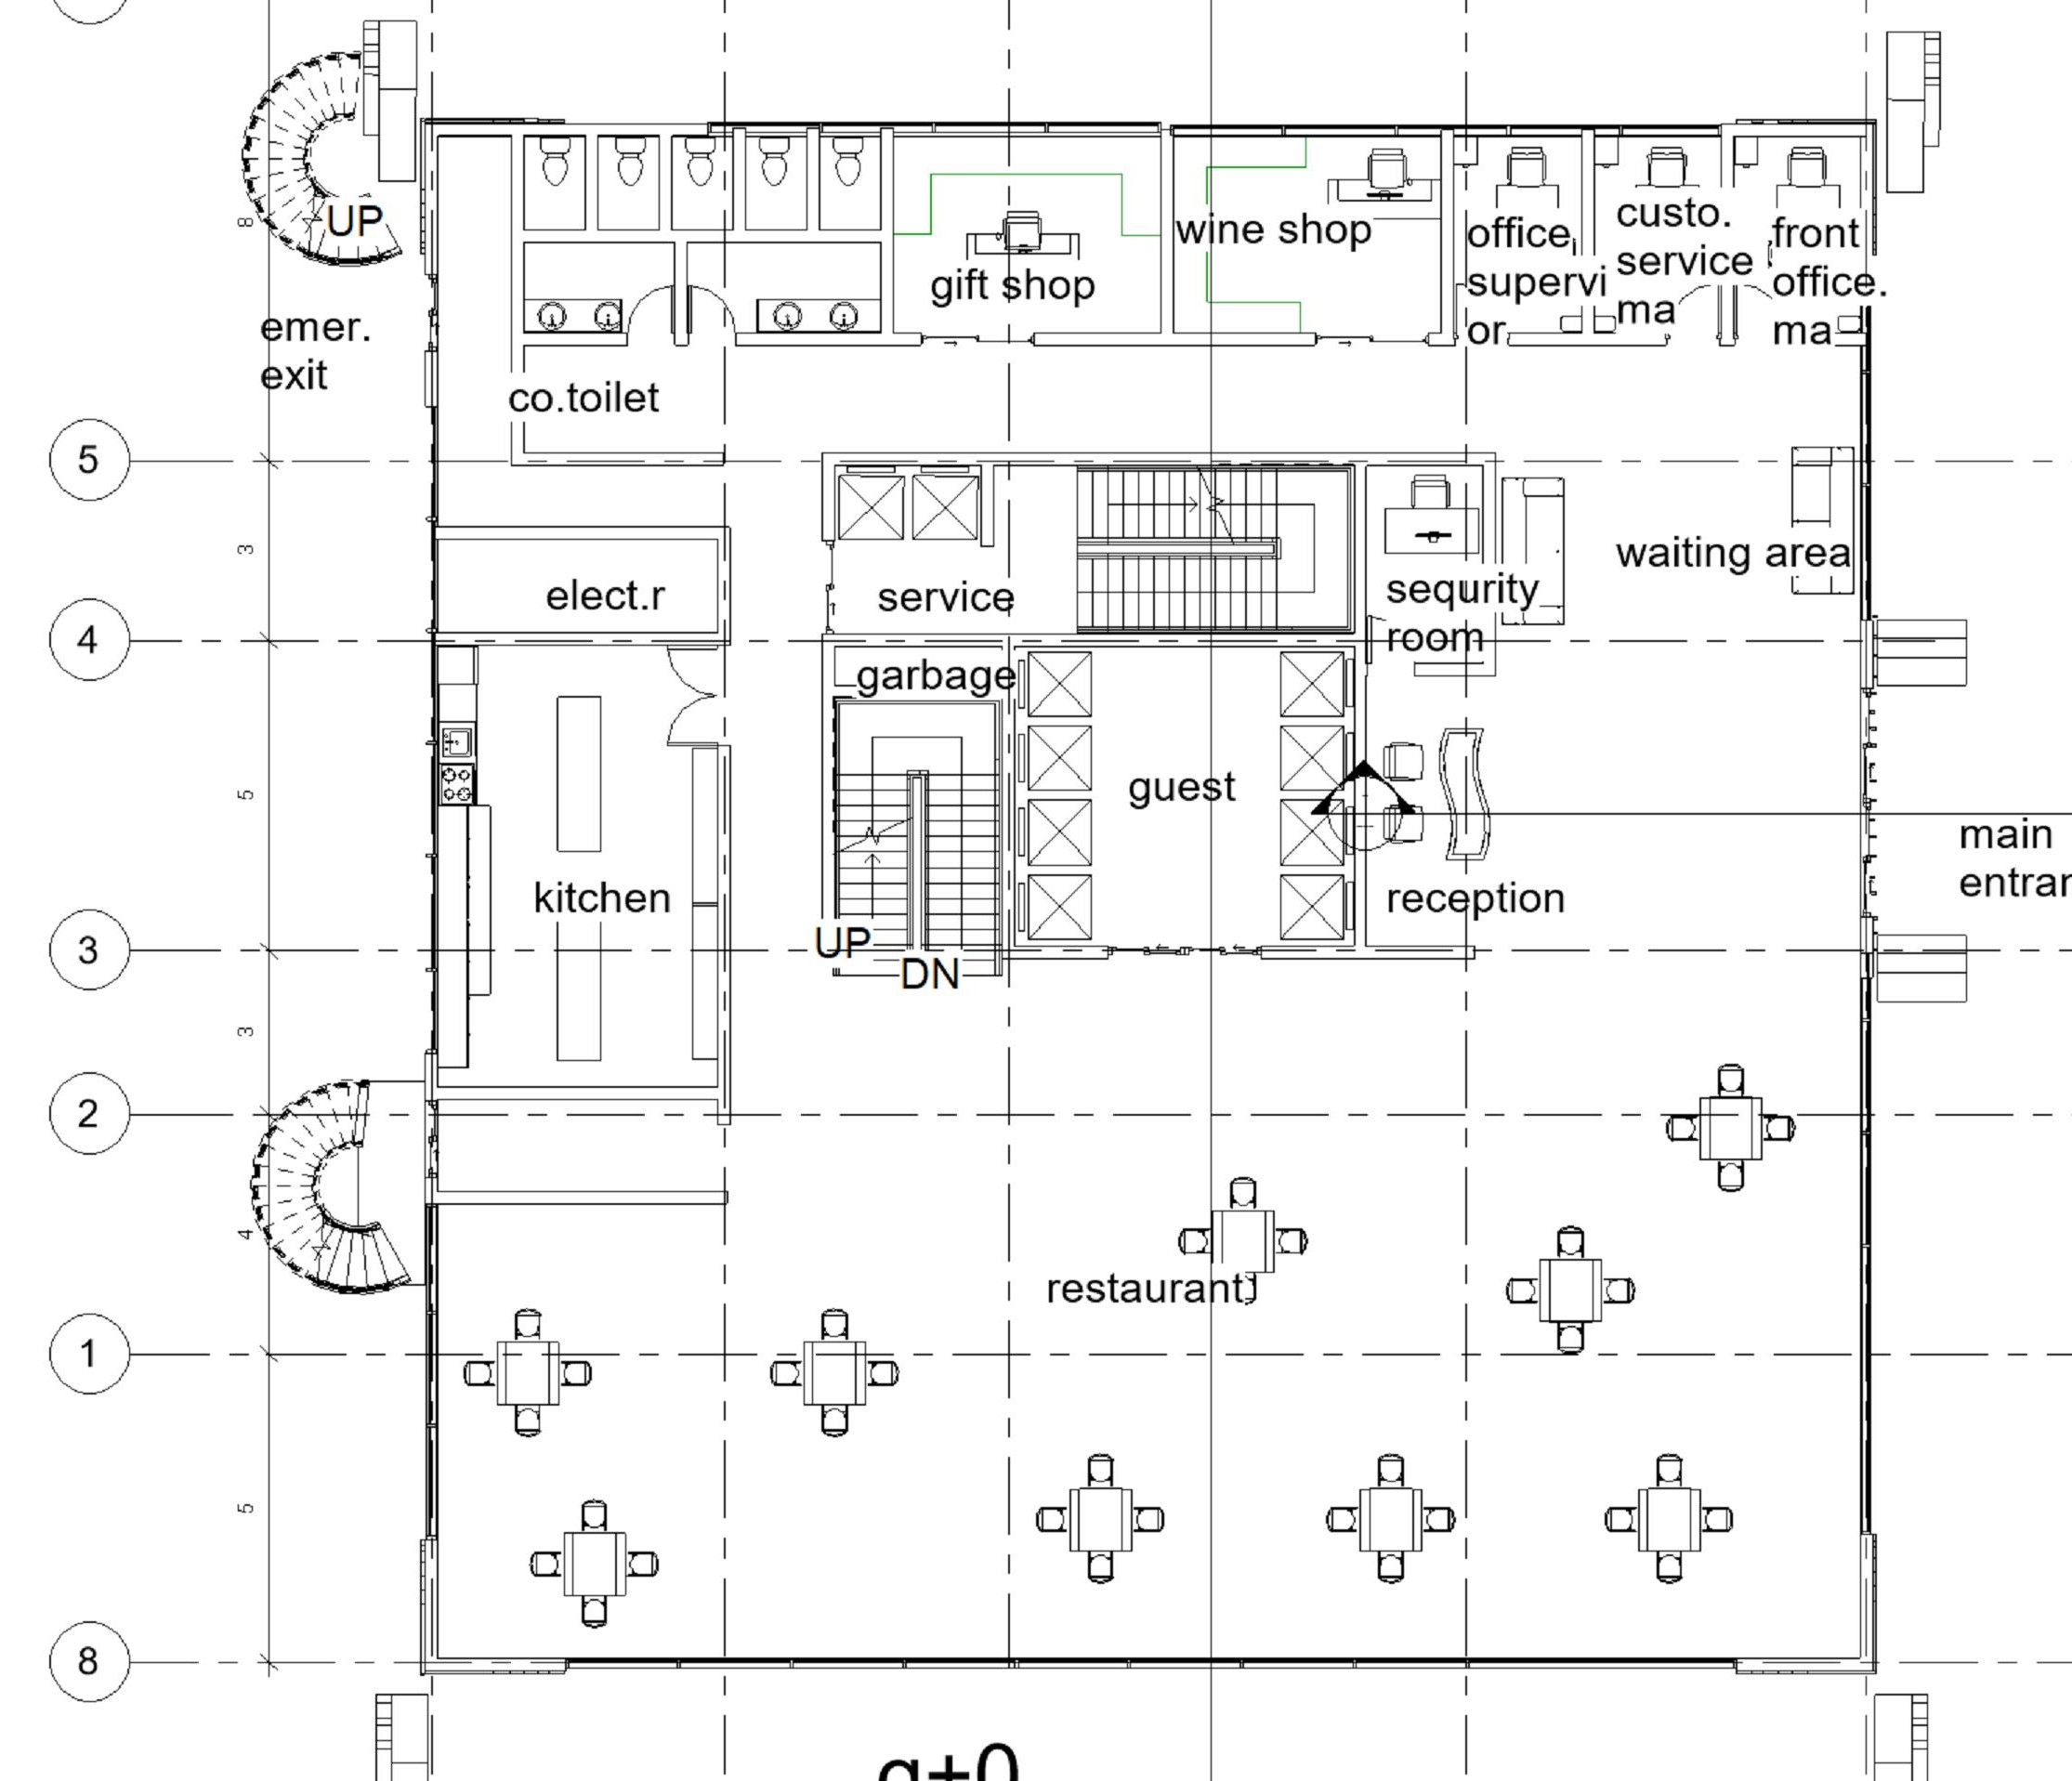 UP
8
emer.
exit
co.toilet
gift shop
wine shop
office
supervi
or
custo.
service
ma
front
office.
ma
5
3
elect.r
service
sequrity
room
waiting area
4
garbage
5
guest
kitchen
reception
main
entran
UP
DN
3
3
2
4
restaurant
1
5
8
g+0